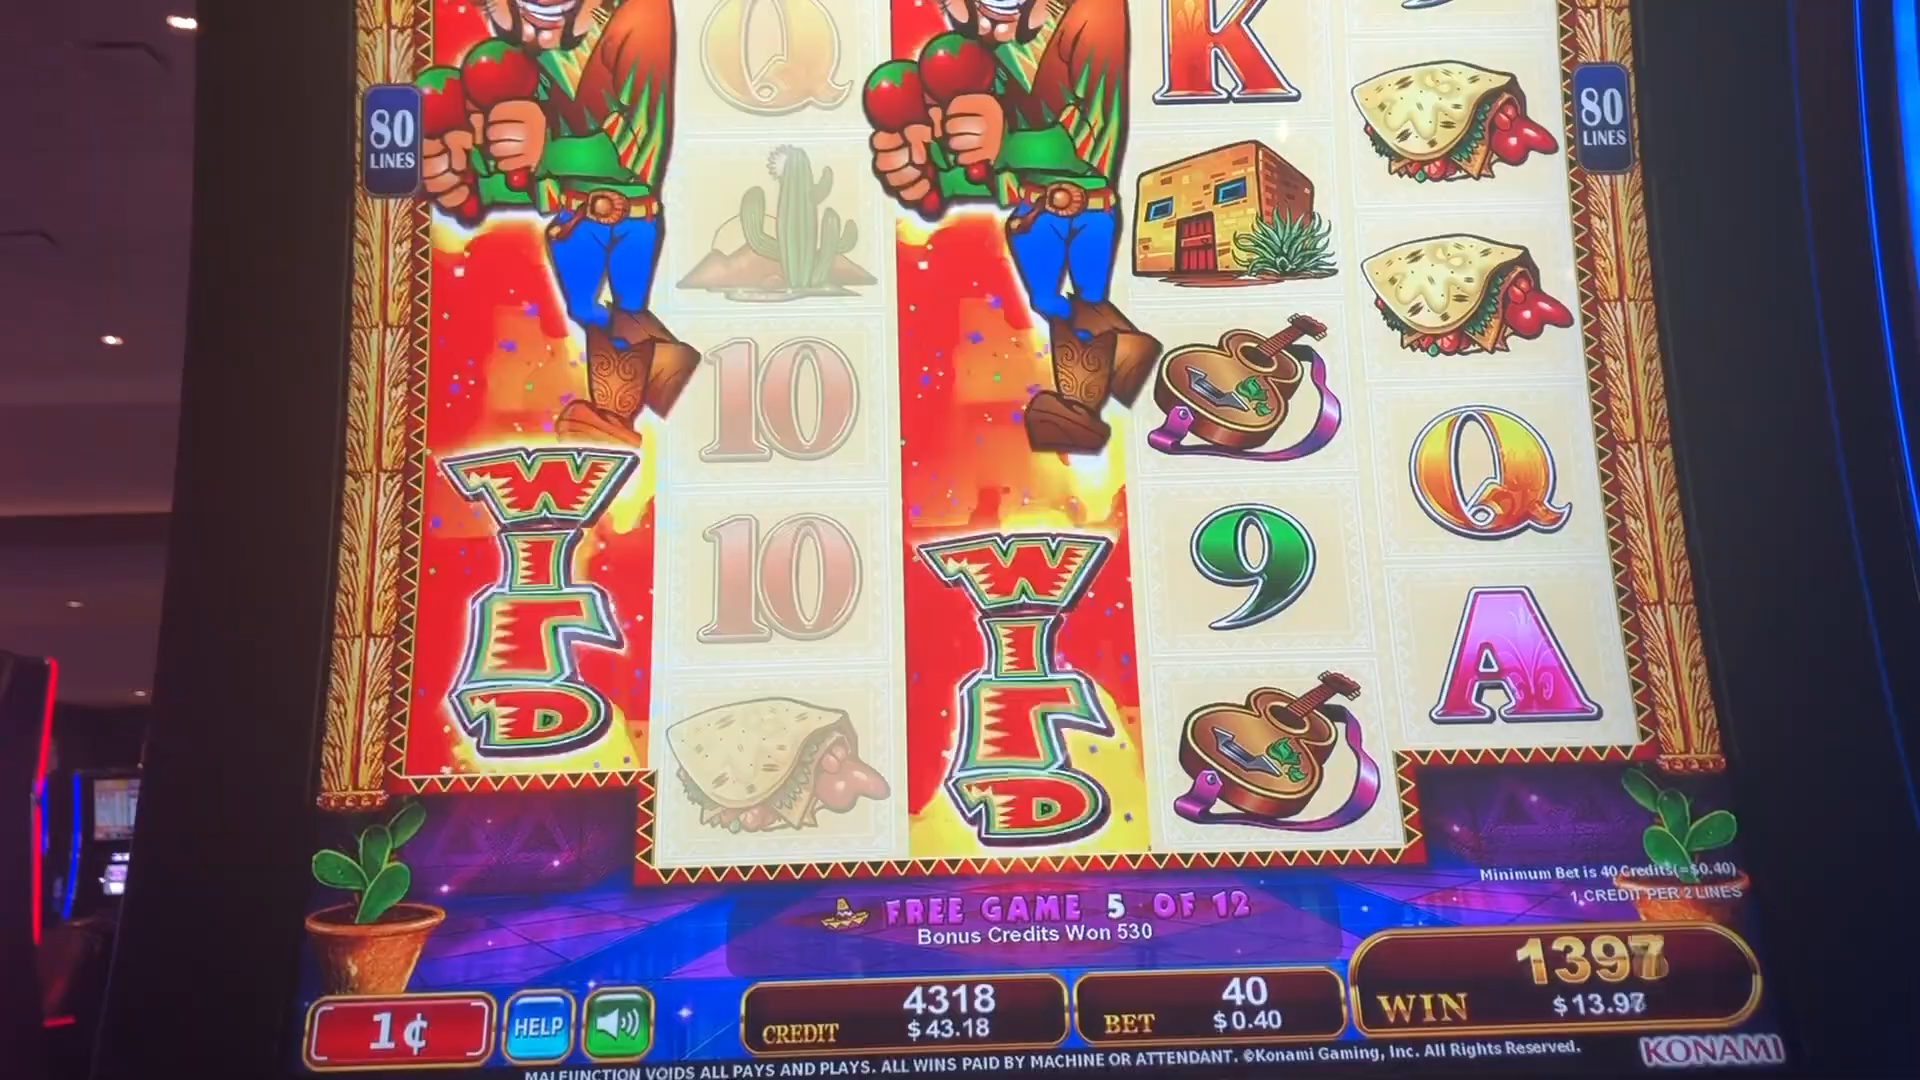 Q
K
80
LINES
80
LINES
10
Q
10
9
A
WILD
WILD
Minimum Bet is 40 Credits(=$0.40)
1 CREDIT PER 2 LINES
FREE GAME 5 OF 12
Bonus Credits Won 530
1¢
HELP
CREDIT
4318
$43.18
BET
40
$0.40
WIN
1397
$13.97
MALFUNCTION VOIDS ALL PAYS AND PLAYS. ALL WINS PAID BY MACHINE OR ATTENDANT. ©Konami Gaming, Inc. All Rights Reserved.
KONAMI